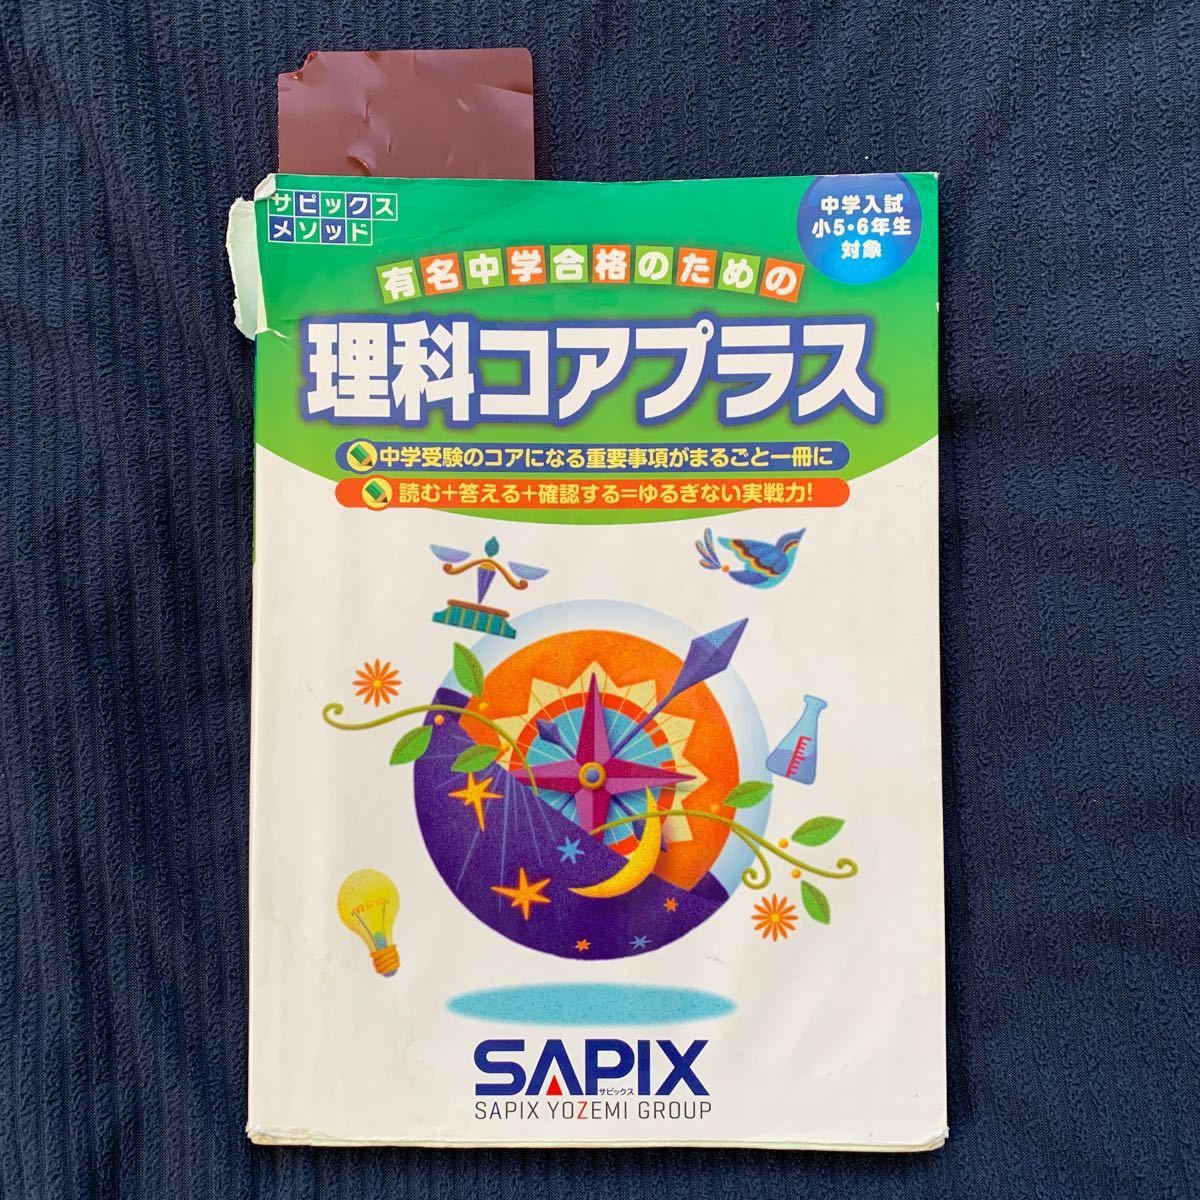 サピックス
メソッド
中学入試
小5・6年生
対象
有名中学合格のための
理科コアプラス
中学受験のコアになる重要事項がまるごと一冊に
読む+答える+確認する=ゆるぎない実戦力!
SAPIX
サピックス
SAPIX YOZEMI GROUP